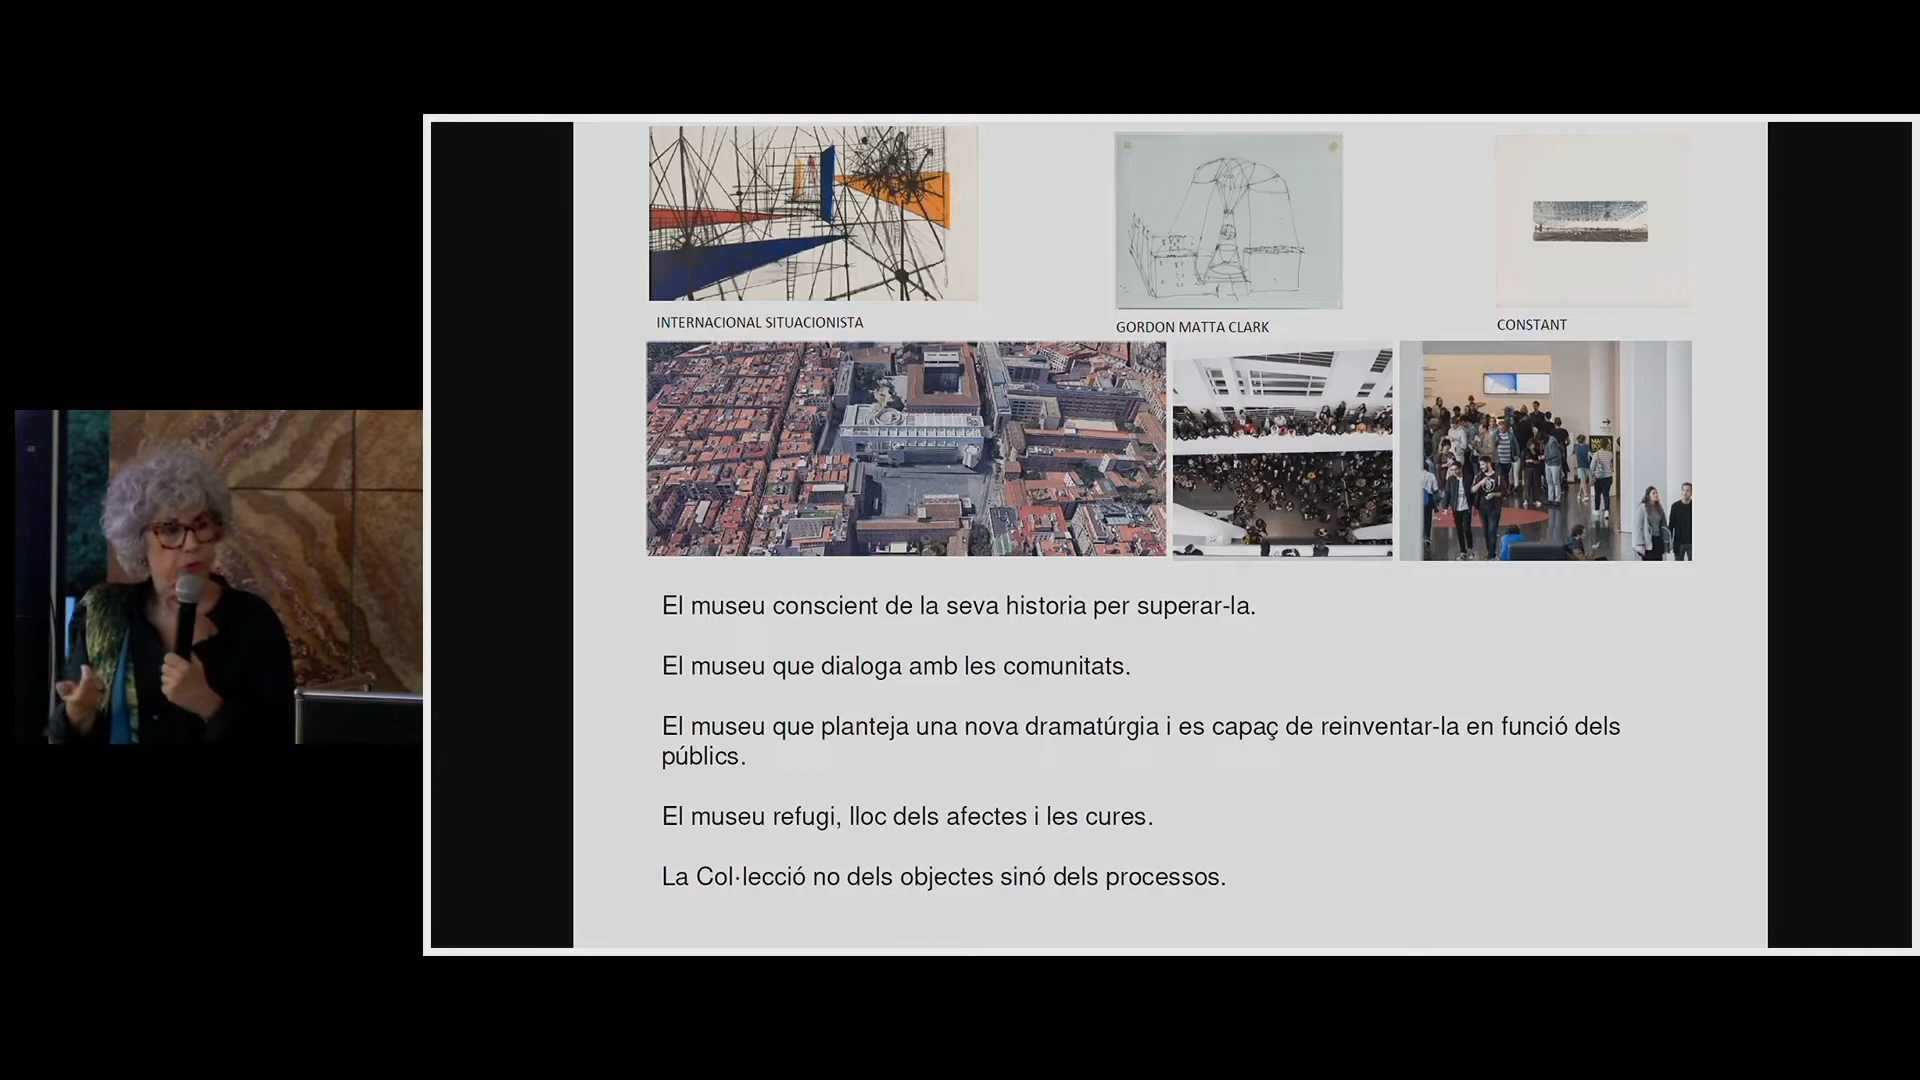 INTERNACIONAL SITUACIONISTA
GORDON MATTA CLARK
CONSTANT
El museu conscient de la seva historia per superar-la.
El museu que dialoga amb les comunitats.
El museu que planteja una nova dramatúrgia i es capaç de reinventar-la en funció dels
públics.
El museu refugi, lloc dels afectes i les cures.
La Col·lecció no dels objectes sinó dels processos.